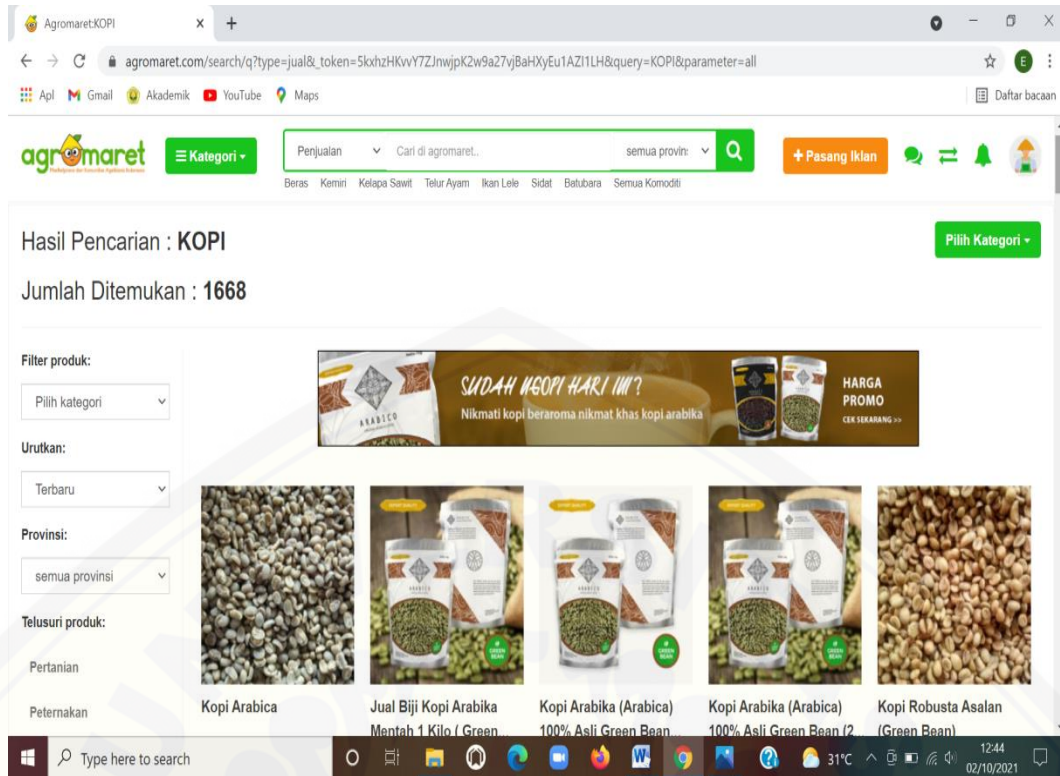 Agromaret:KOPI
agromaret.com/search/q?type=jual&_token=5kxhzHKvvY7ZJnwjpK2w9a27vjBaHXyEu1AZI1LH&query=KOPI&parameter=all
E
Apl Gmail Akademik YouTube Maps Daftar bacaan
agromaret
Kategori
Penjualan Cari di agromaret.. semua provin:
+ Pasang Iklan
Beras Kemiri Kelapa Sawit Telur Ayam Ikan Lele Sidat Batubara Semua Komoditi
Hasil Pencarian : KOPI
Pilih Kategori
Jumlah Ditemukan : 1668
Filter produk:
Pilih kategori
Urutkan:
Terbaru
Provinsi:
semua provinsi
Telusuri produk:
Pertanian
Peternakan
ARABICO
SUDAH NGOPI HARI INI?
Nikmati kopi beraroma nikmat khas kopi arabika
HARGA
PROMO
CEK SEKARANG >>
GREEN
BEAN
Kopi Arabica
Jual Biji Kopi Arabika
Mentah 1 Kilo ( Green...
Kopi Arabika (Arabica)
100% Asli Green Bean...
Kopi Arabika (Arabica)
100% Asli Green Bean (2...
Kopi Robusta Asalan
(Green Bean)
Type here to search
31°C
12:44
02/10/2021